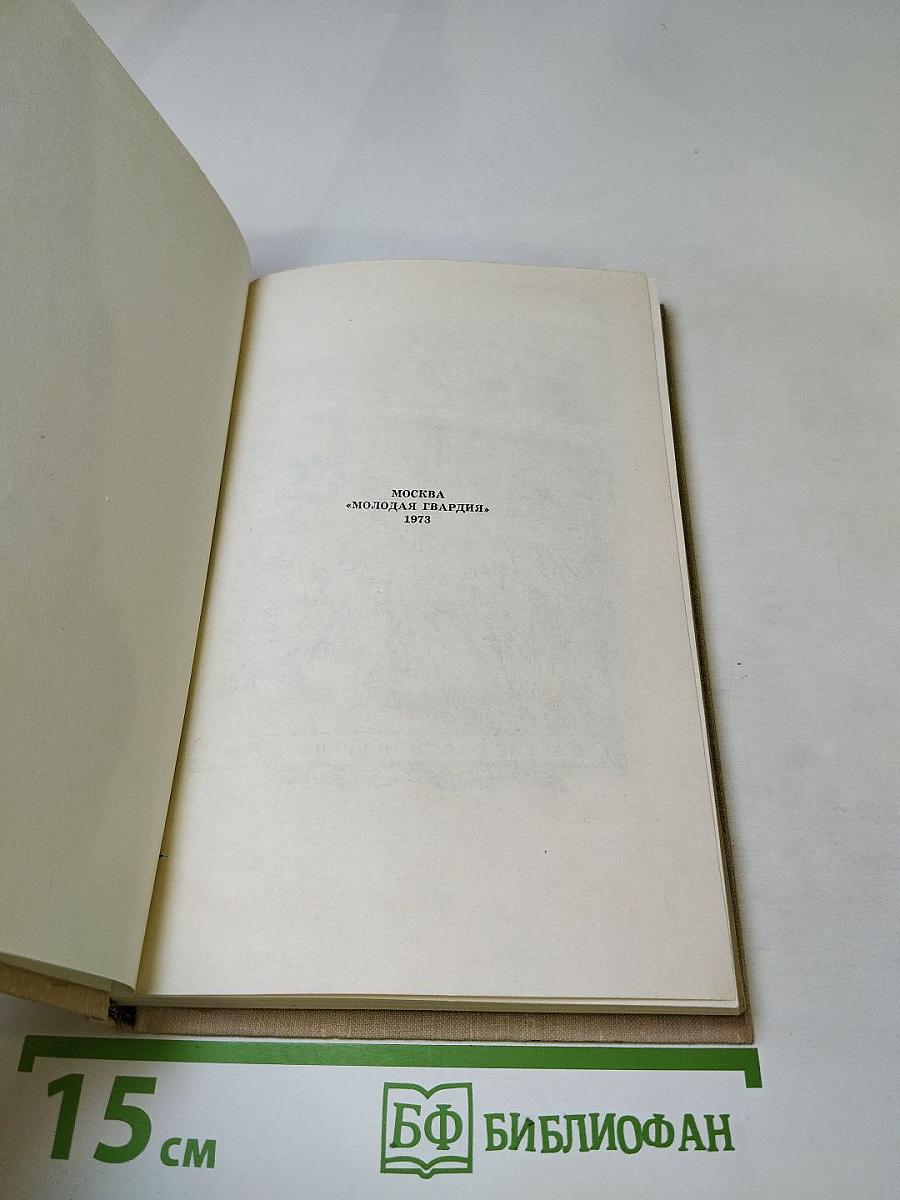 МОСКВА
«МОЛОДАЯ ГВАРДИЯ»
1973
15 см
БФ БИБЛИОФАН